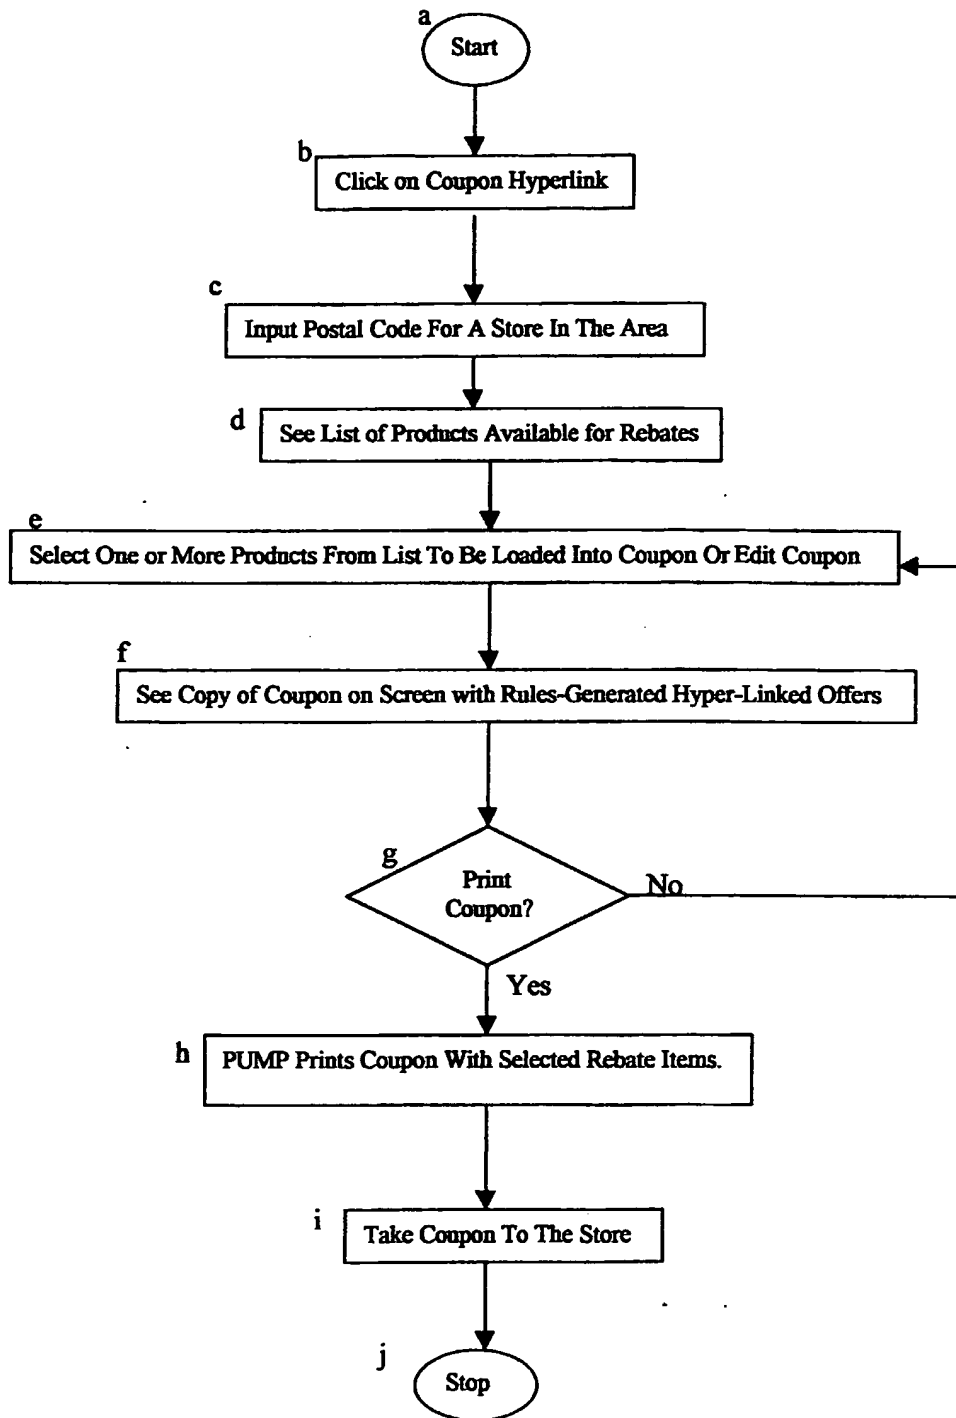 a
Start
b
Click on Coupon Hyperlink
c
Input Postal Code For A Store In The Area
d
See List of Products Available for Rebates
e
Select One or More Products From List To Be Loaded Into Coupon Or Edit Coupon
f
See Copy of Coupon on Screen with Rules-Generated Hyper-Linked Offers
g
Print
Coupon?
No
Yes
h
PUMP Prints Coupon With Selected Rebate Items.
i
Take Coupon To The Store
j
Stop